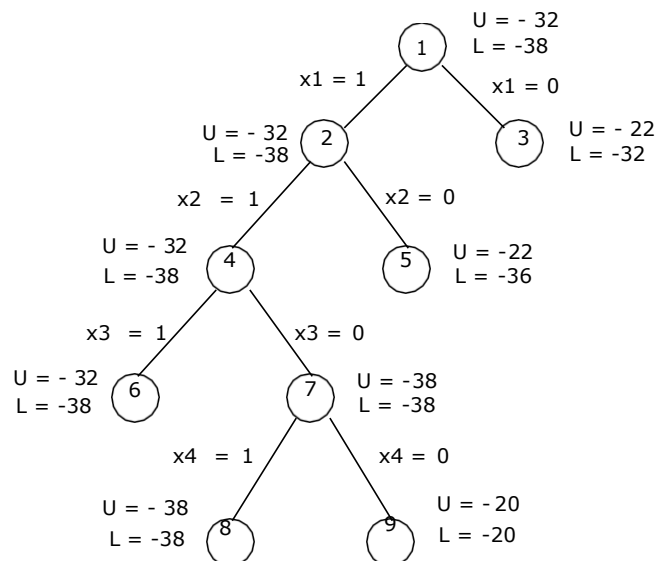 U = - 32
L = -38
1
x1 = 1
x1 = 0
U = - 32
L = -38
2
3
U = - 22
L = -32
x2 = 1
x2 = 0
U = - 32
L = -38
4
5
U = -22
L = -36
x3 = 1
x3 = 0
U = - 32
L = -38
6
7
U = -38
L = -38
x4 = 1
x4 = 0
U = - 38
L = -38
8
9
U = - 20
L = -20